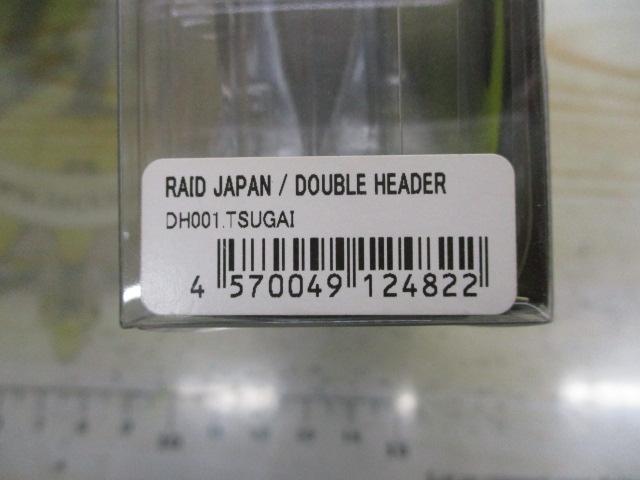 RAID JAPAN / DOUBLE HEADER
DH001.TSUGAI
4 570049 124822